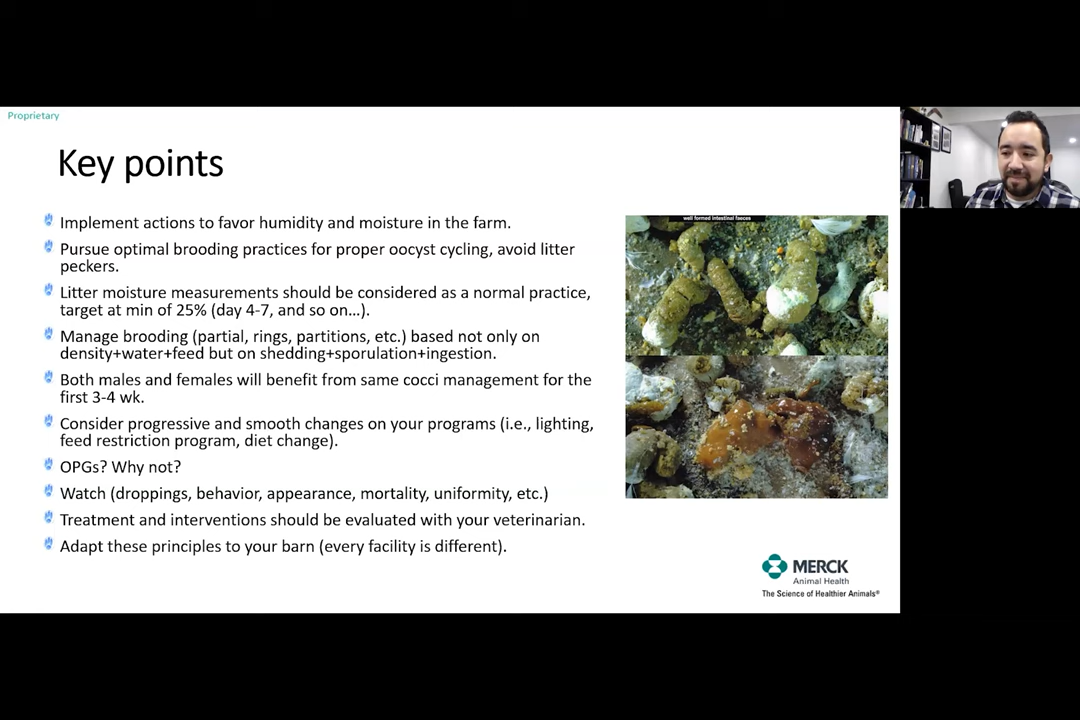 Proprietary
Key points
Implement actions to favor humidity and moisture in the farm.
Pursue optimal brooding practices for proper oocyst cycling, avoid litter
peckers.
Litter moisture measurements should be considered as a normal practice,
target at min of 25% (day 4-7, and so on…).
Manage brooding (partial, rings, partitions, etc.) based not only on
density+water+feed but on shedding+sporulation+ingestion.
Both males and females will benefit from same cocci management for the
first 3-4 wk.
Consider progressive and smooth changes on your programs (i.e., lighting,
feed restriction program, diet change).
OPGs? Why not?
Watch (droppings, behavior, appearance, mortality, uniformity, etc.)
Treatment and interventions should be evaluated with your veterinarian.
Adapt these principles to your barn (every facility is different).
well formed intestinal faeces
MERCK
Animal Health
The Science of Healthier Animals®